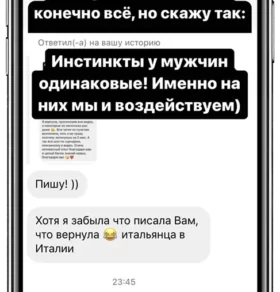 конечно всё, но скажу так:
Ответил(-а) на вашу историю
Инстинкты у мужчин
одинаковые! Именно на
них мы и воздействуем)
Пишу! ))
Хотя я забыла что писала Вам,
что вернула 😂 итальянца в
Италии
23:45